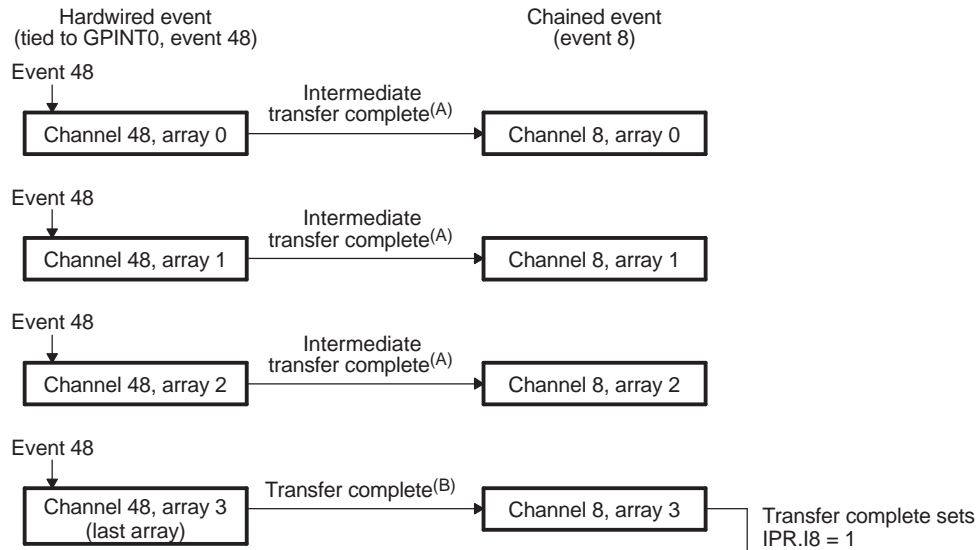 Hardwired event
(tied to GPINT0, event 48)
Chained event
(event 8)
Event 48
Channel 48, array 0
Intermediate
transfer complete(A)
Channel 8, array 0
Event 48
Channel 48, array 1
Intermediate
transfer complete(A)
Channel 8, array 1
Event 48
Channel 48, array 2
Intermediate
transfer complete(A)
Channel 8, array 2
Event 48
Channel 48, array 3
(last array)
Transfer complete(B)
Channel 8, array 3
Transfer complete sets
IPR.I8 = 1